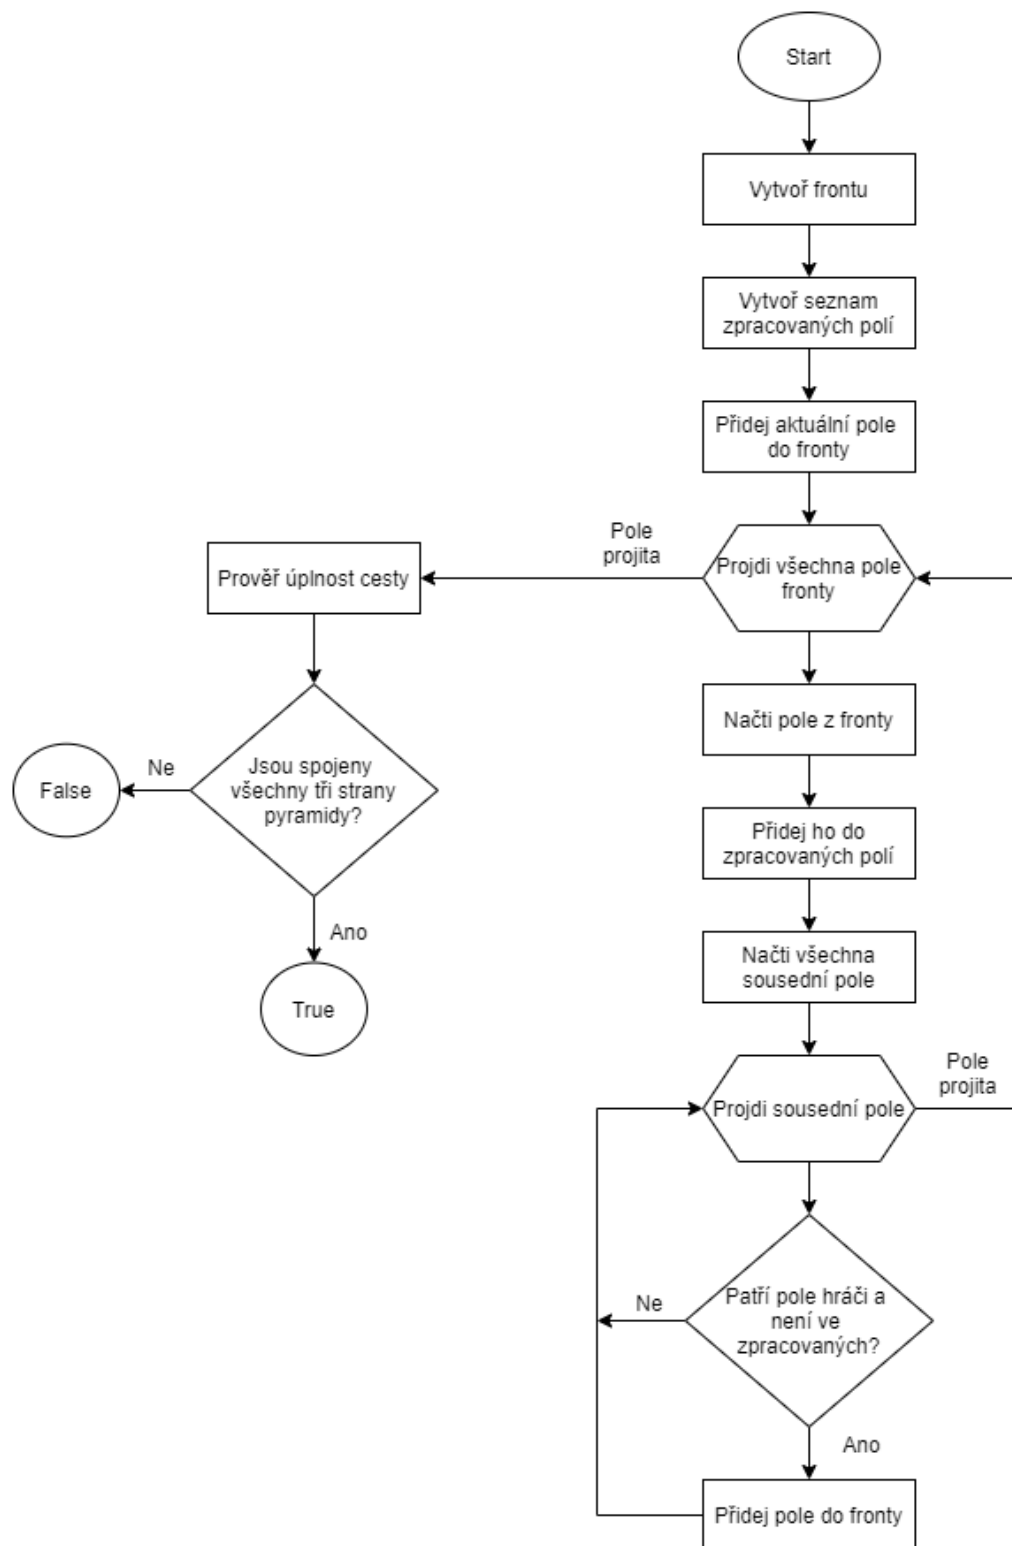 Start
Vytvoř frontu
Vytvoř seznam
zpracovaných polí
Přidej aktuální pole
do fronty
Pole
projita
Projdi všechna pole
fronty
Prověř úplnost cesty
Načti pole z fronty
Jsou spojeny
všechny tři strany
pyramidy?
Ne
False
Ano
True
Přidej ho do
zpracovaných polí
Načti všechna
sousední pole
Projdi sousední pole
Pole
projita
Patří pole hráči a
není ve
zpracovaných?
Ne
Ano
Přidej pole do fronty